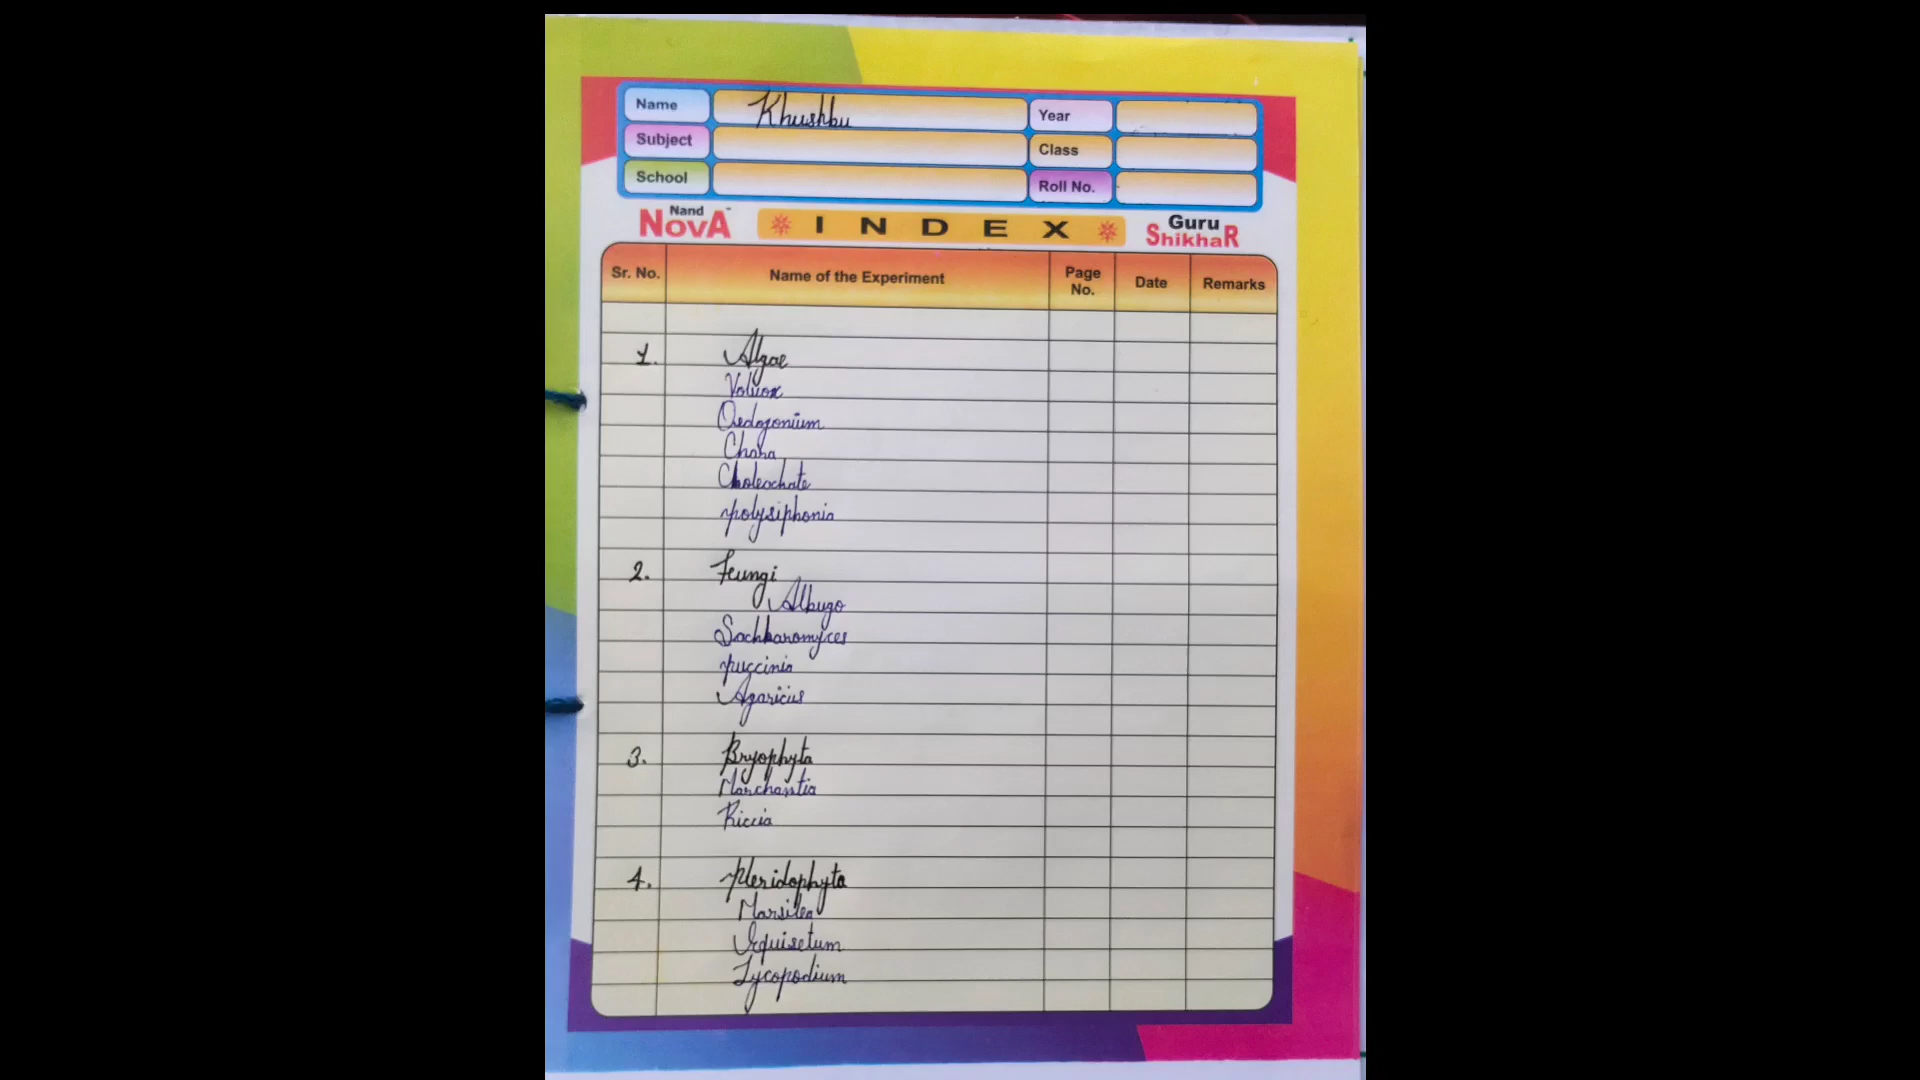 Name Khushbu Year
Subject Class
School Roll No.
Nand NovA INDEX Guru ShikhaR
Sr. No. Name of the Experiment Page No. Date Remarks
1. Algae
Volvox
Oedogonium
Chara
Choleochate
polysiphonia
2. Fungi
Albugo
Sachharomyces
puccinia
Agaricus
3. Bryophyta
Marchantia
Riccia
4. pteridophyta
Marsilea
Equisetum
Lycopodium